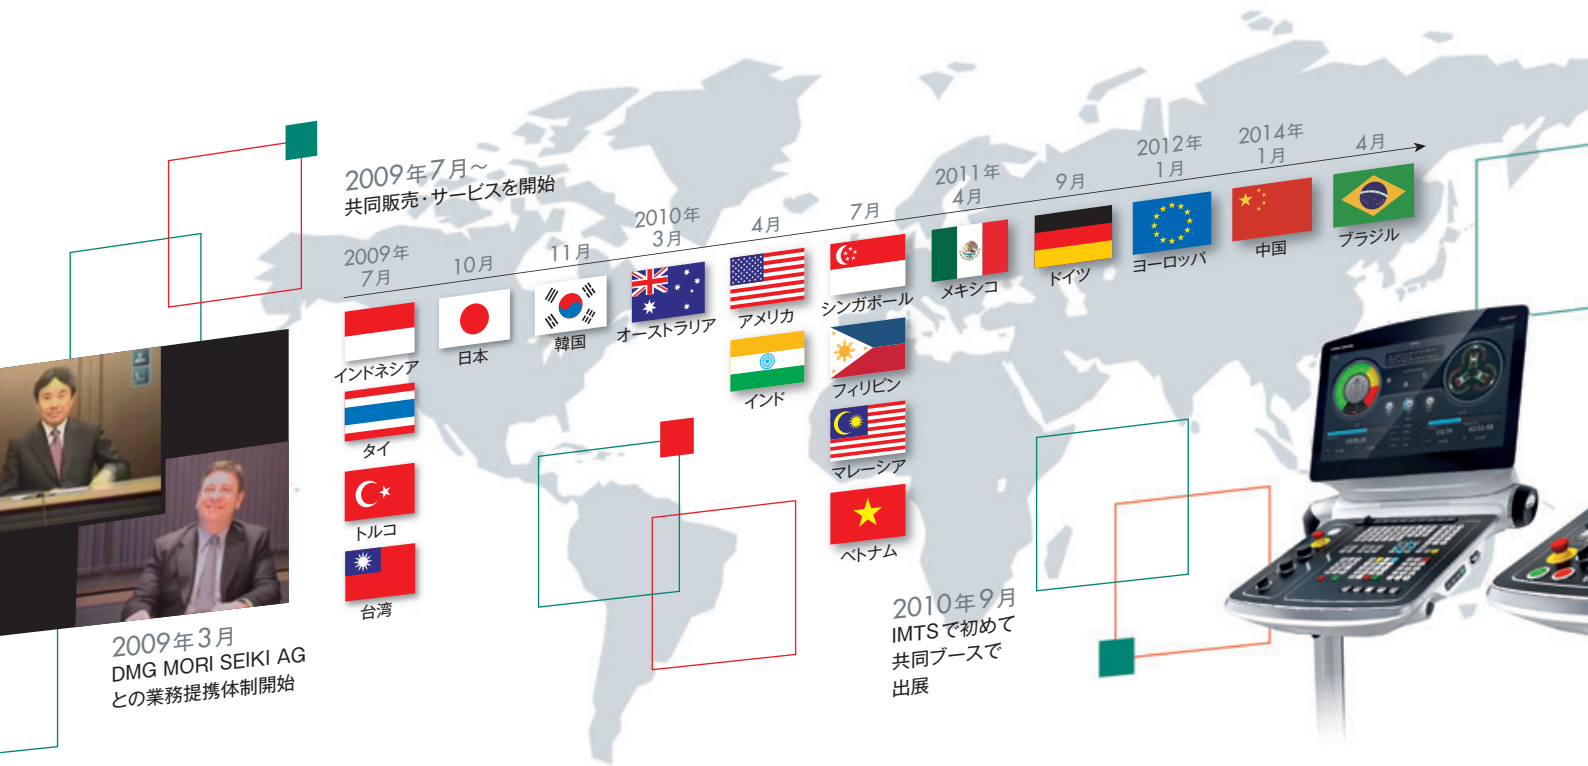 2009年7月～
共同販売・サービスを開始
2009年
7月
インドネシア
タイ
トルコ
台湾
10月
日本
11月
韓国
2010年
3月
オーストラリア
4月
アメリカ
インド
7月
シンガポール
フィリピン
マレーシア
ベトナム
2011年
4月
メキシコ
9月
ドイツ
2012年
1月
ヨーロッパ
2014年
1月
中国
4月
ブラジル
2009年3月
DMG MORI SEIKI AG
との業務提携体制開始
2010年9月
IMTSで初めて
共同ブースで
出展